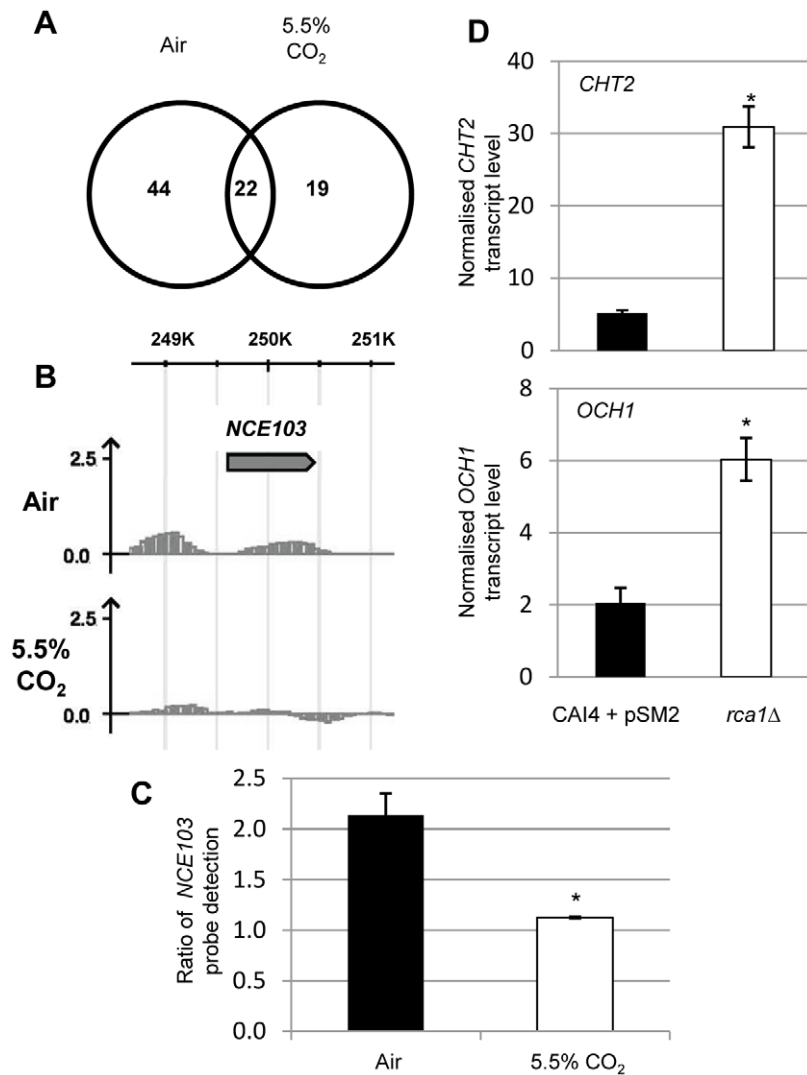 A
Air
5.5%
CO₂
44
22
19
B
249K
250K
251K
NCE103
2.5
Air
0.0
2.5
5.5%
CO₂
0.0
C
Ratio of NCE103
probe detection
2.5
2.0
1.5
1.0
0.5
0.0
*
Air
5.5% CO₂
D
Normalised CHT2
transcript level
40
30
20
10
0
CHT2
*
Normalised OCH1
transcript level
8
6
4
2
0
OCH1
*
CAI4 + pSM2
rca1Δ